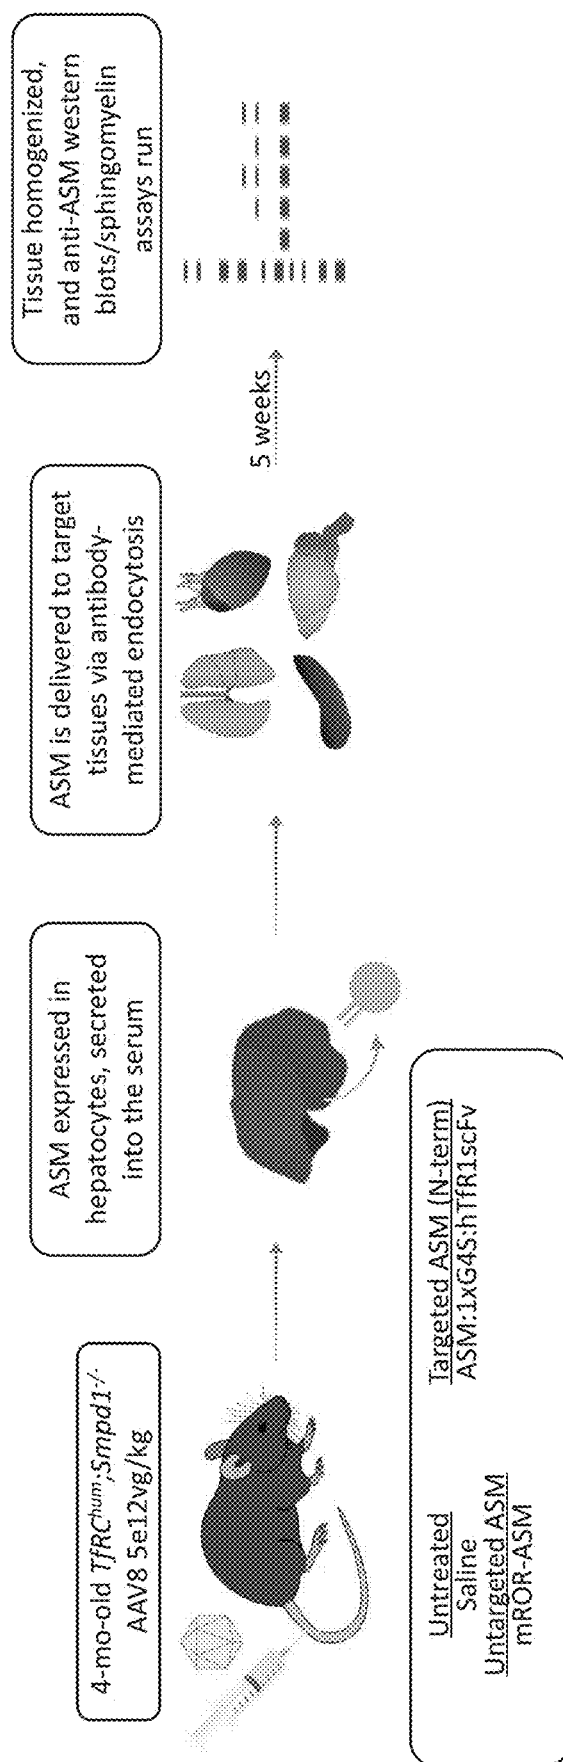 4-mo-old TfRC^hum;Smpd1^-/-
AAV8 5e12vg/kg
ASM expressed in
hepatocytes, secreted
into the serum
ASM is delivered to target
tissues via antibody-
mediated endocytosis
5 weeks
Tissue homogenized,
and anti-ASM western
blots/sphingomyelin
assays run
Untreated
Saline
Untargeted ASM
mROR-ASM
Targeted ASM (N-term)
ASM:1xG4S:hTfR1scFv